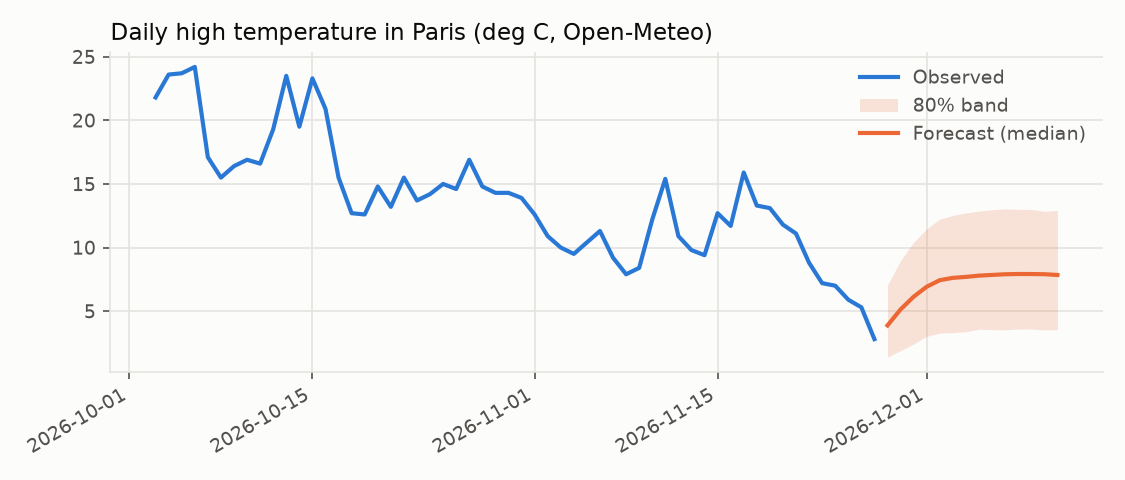 Daily high temperature in Paris (deg C, Open-Meteo)
25
20
15
10
5
Observed
80% band
Forecast (median)
2026-10-01
2026-10-15
2026-11-01
2026-11-15
2026-12-01